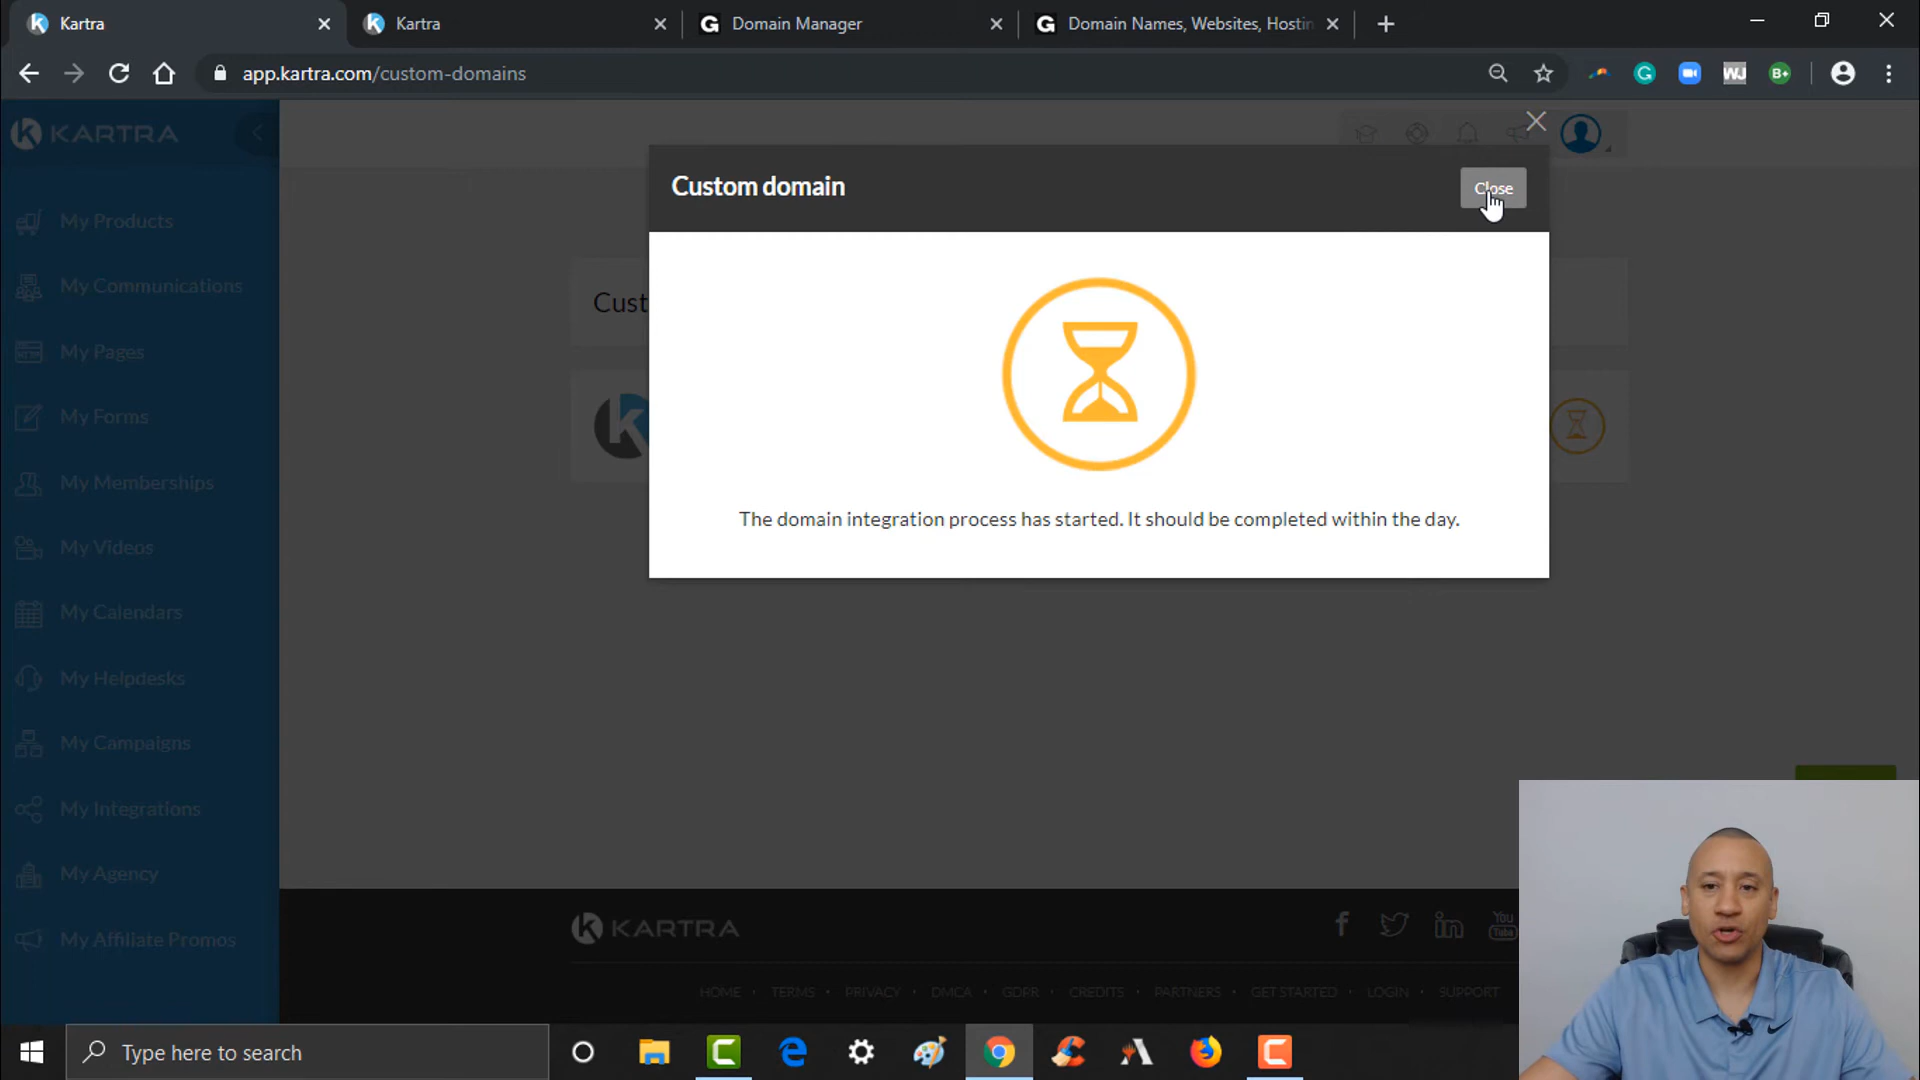 Kartra
Kartra
Domain Manager
Domain Names, Websites, Hostin
app.kartra.com/custom-domains
KARTRA
Custom domain
Close
My Products
My Communications
Cust
My Pages
My Forms
My Memberships
The domain integration process has started. It should be completed within the day.
My Videos
My Calendars
My Helpdesks
My Campaigns
My Integrations
My Agency
My Affiliate Promos
KARTRA
You
Tube
HOME · TERMS · PRIVACY · DMCA · GDPR · CREDITS · PARTNERS · GET STARTED · LOGIN · SUPPORT
Type here to search